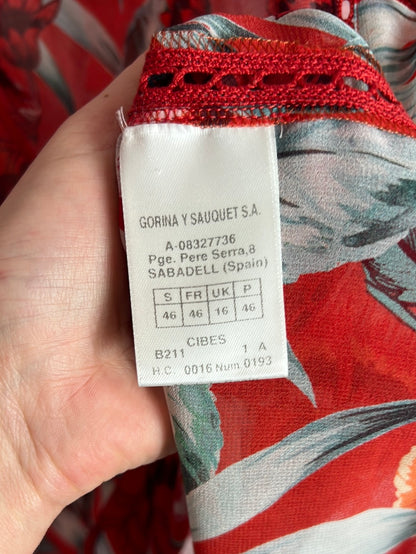 GORINA Y SAUQUET S.A.
A-08327736
Pge. Pere Serra,8
SABADELL (Spain)
S FR UK P
46 46 16 46
CIBES
B211 1 A
H.C. 0016 Num 0193